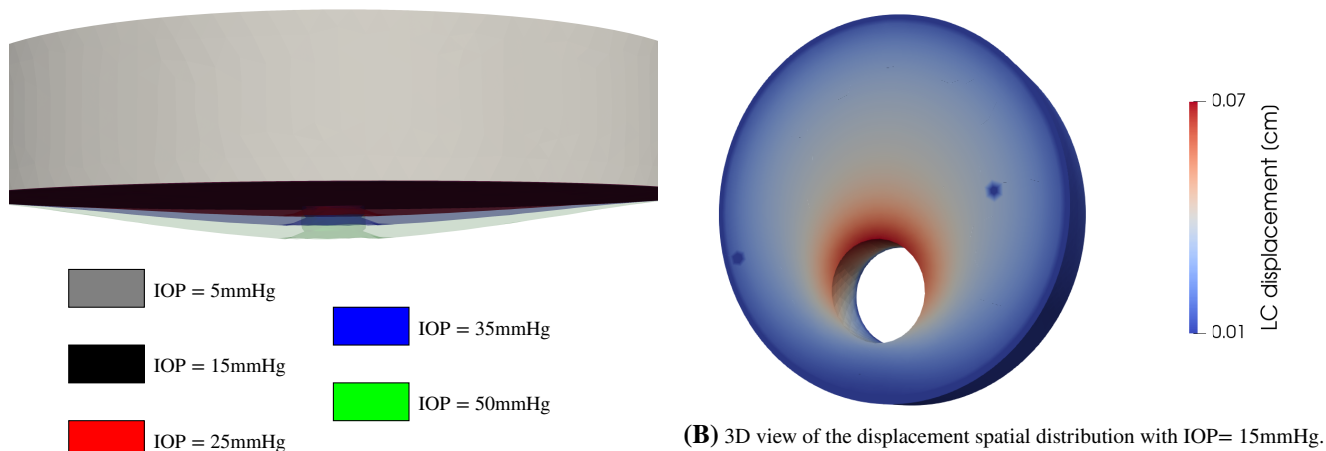 IOP = 5mmHg
IOP = 15mmHg
IOP = 25mmHg
IOP = 35mmHg
IOP = 50mmHg
0.07
LC displacement (cm)
0.01
(B) 3D view of the displacement spatial distribution with IOP= 15mmHg.